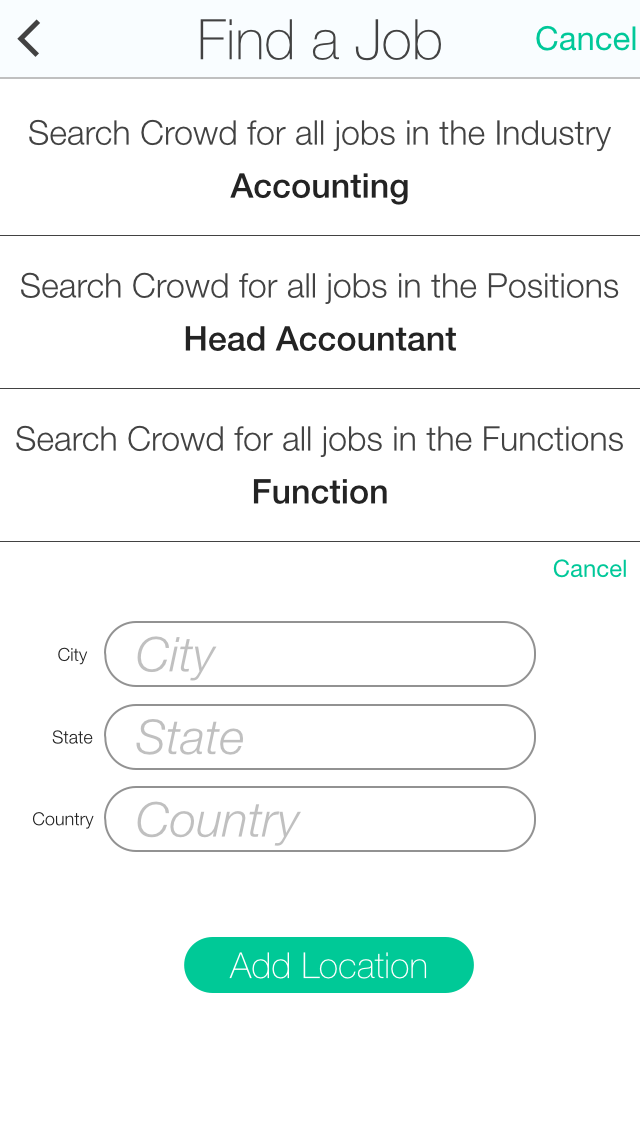 Find a Job
Cancel
Search Crowd for all jobs in the Industry
Accounting
Search Crowd for all jobs in the Positions
Head Accountant
Search Crowd for all jobs in the Functions
Function
Cancel
City City
State State
Country Country
Add Location